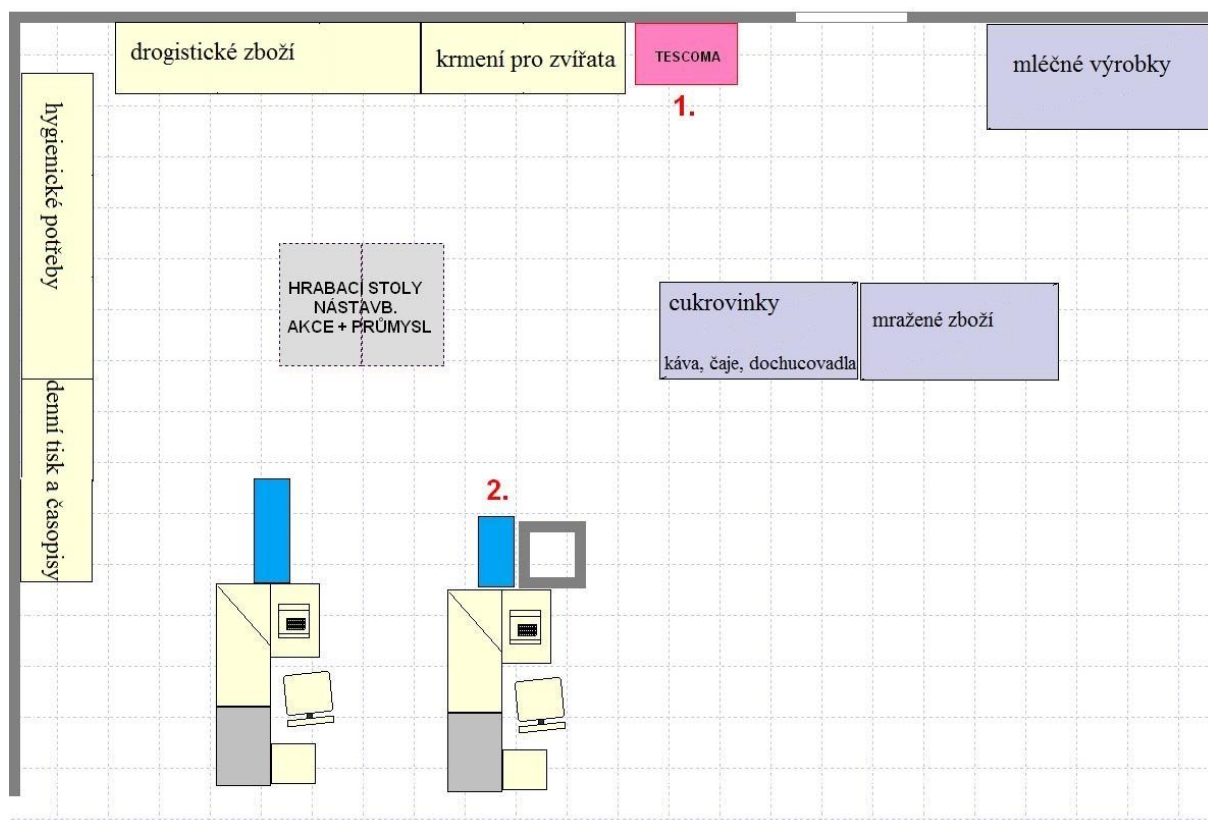 drogistické zboží
krmení pro zvířata
TESCOMA
1.
mléčné výrobky
hygienické potřeby
HRABACÍ STOLY
NÁSTAVB.
AKCE + PRŮMYSL
cukrovinky
káva, čaje, dochucovadla
mražené zboží
denní tisk a časopisy
2.